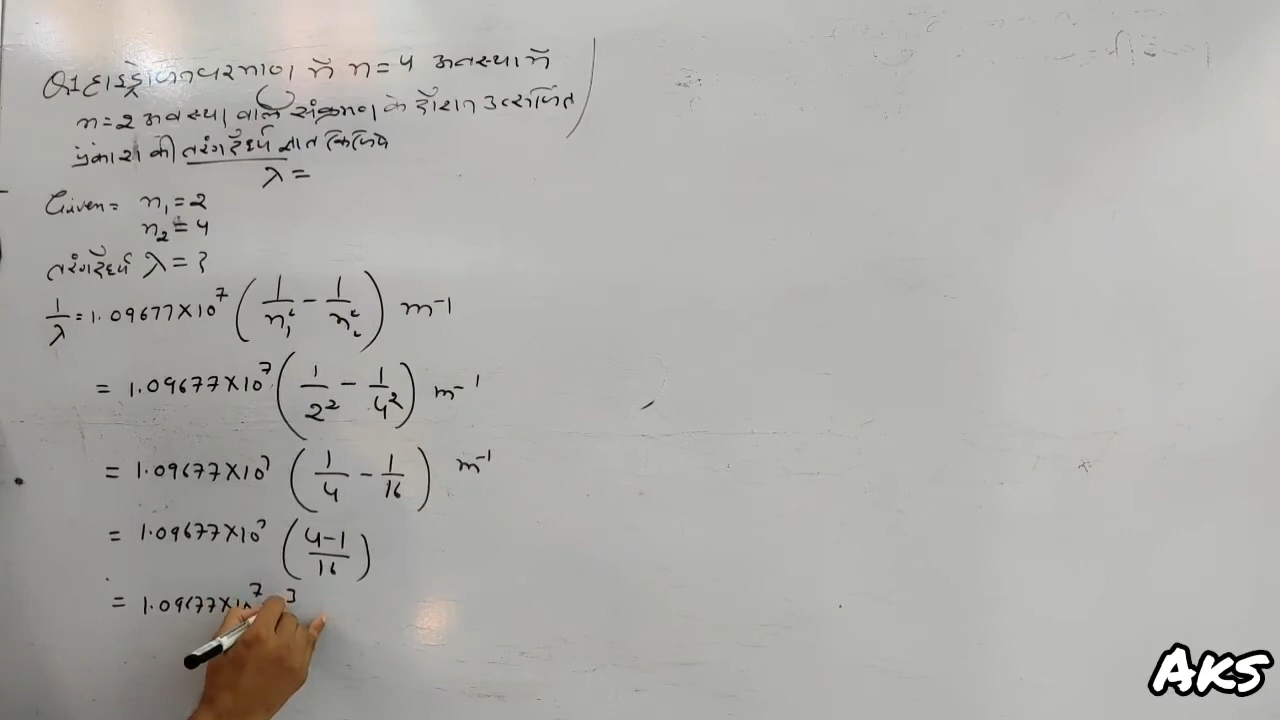 Q1 हाइड्रोजन परमाणु में n=4 अवस्था में
n=2 अवस्था वाले संक्रमण के दौरान उत्सर्जित
प्रकाश की तरंगदैर्ध्य ज्ञात किजिये
λ =
Given= n₁ = 2
n₂ = 4
तरंगदैर्ध्य λ = ?
1/λ = 1.09677×10⁷ (1/n₁² − 1/n₂²) m⁻¹
= 1.09677×10⁷ (1/2² − 1/4²) m⁻¹
= 1.09677×10⁷ (1/4 − 1/16) m⁻¹
= 1.09677×10⁷ (4−1/16)
= 1.09677×10⁷ 3
AKS